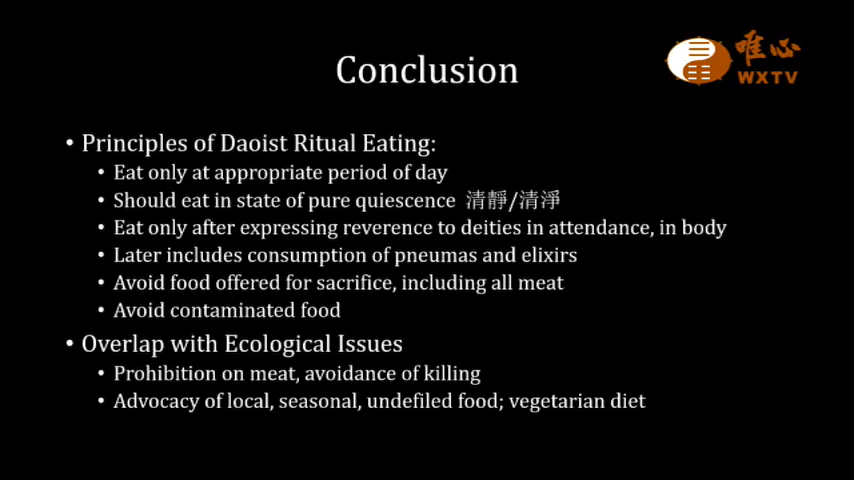 唯心
WXTV
Conclusion
• Principles of Daoist Ritual Eating:
• Eat only at appropriate period of day
• Should eat in state of pure quiescence 清靜/清淨
• Eat only after expressing reverence to deities in attendance, in body
• Later includes consumption of pneumas and elixirs
• Avoid food offered for sacrifice, including all meat
• Avoid contaminated food
• Overlap with Ecological Issues
• Prohibition on meat, avoidance of killing
• Advocacy of local, seasonal, undefiled food; vegetarian diet